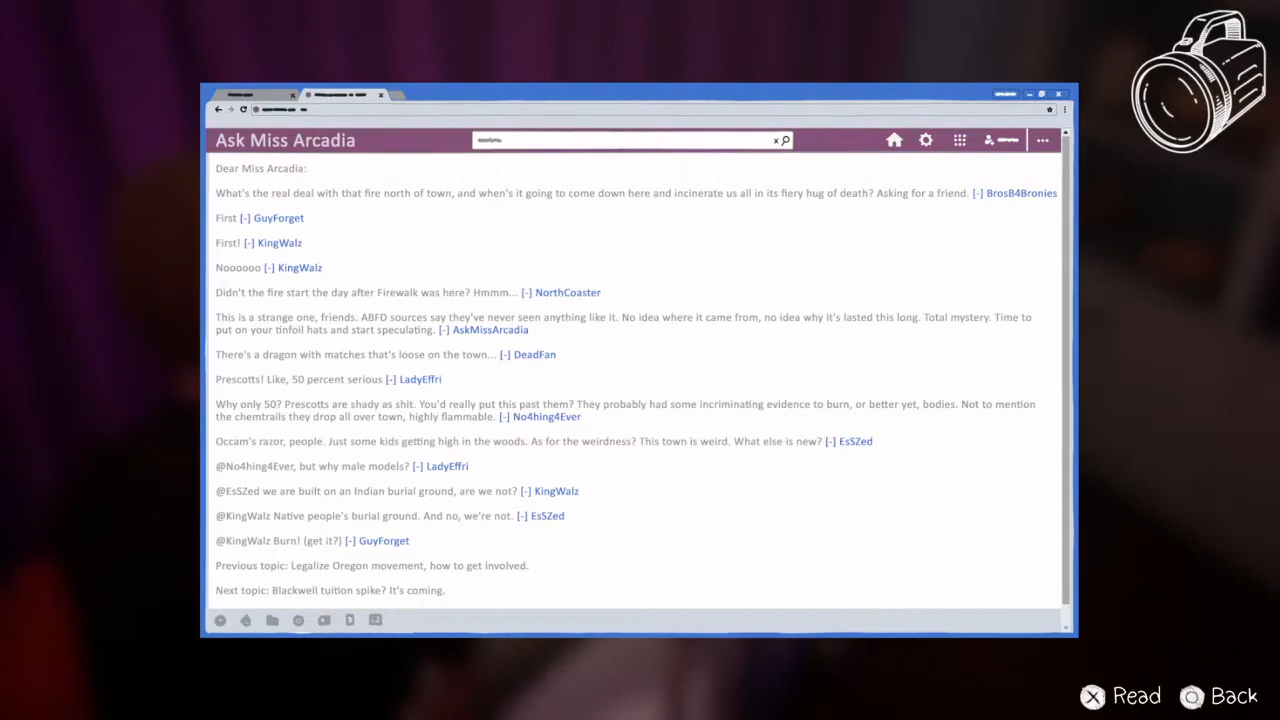 Ask Miss Arcadia
Dear Miss Arcadia:
What's the real deal with that fire north of town, and when's it going to come down here and incinerate us all in its fiery hug of death? Asking for a friend. [-] BrosB4Bronies
First [-] GuyForget
First! [-] KingWalz
Noooooo [-] KingWalz
Didn't the fire start the day after Firewalk was here? Hmmm... [-] NorthCoaster
This is a strange one, friends. ABFD sources say they've never seen anything like it. No idea where it came from, no idea why it's lasted this long. Total mystery. Time to
put on your tinfoil hats and start speculating. [-] AskMissArcadia
There's a dragon with matches that's loose on the town... [-] DeadFan
Prescotts! Like, 50 percent serious [-] LadyEffri
Why only 50? Prescotts are shady as shit. You'd really put this past them? They probably had some incriminating evidence to burn, or better yet, bodies. Not to mention
the chemtrails they drop all over town, highly flammable. [-] No4hing4Ever
Occam's razor, people. Just some kids getting high in the woods. As for the weirdness? This town is weird. What else is new? [-] EsSZed
@No4hing4Ever, but why male models? [-] LadyEffri
@EsSZed we are built on an Indian burial ground, are we not? [-] KingWalz
@KingWalz Native people's burial ground. And no, we're not. [-] EsSZed
@KingWalz Burn! (get it?) [-] GuyForget
Previous topic: Legalize Oregon movement, how to get involved.
Next topic: Blackwell tuition spike? It's coming.
X Read O Back